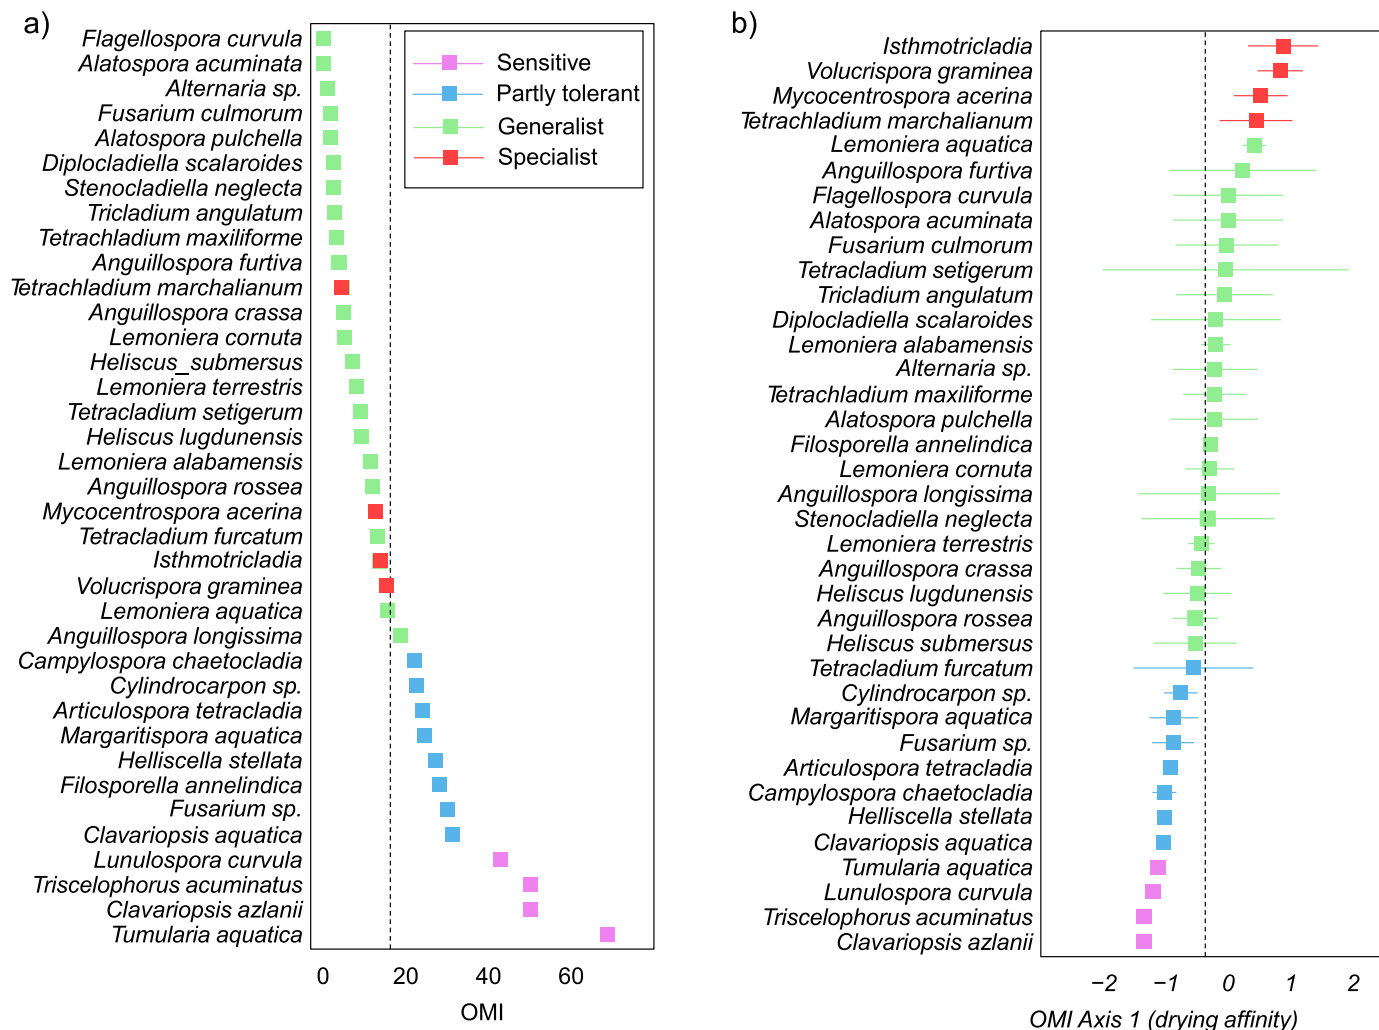 a)
Flagellospora curvula
Alatospora acuminata
Alternaria sp.
Fusarium culmorum
Alatospora pulchella
Diplocladiella scalaroides
Stenocladiella neglecta
Tricladium angulatum
Tetrachladium maxiliforme
Anguillospora furtiva
Tetrachladium marchalianum
Anguillospora crassa
Lemoniera cornuta
Heliscus_submersus
Lemoniera terrestris
Tetracladium setigerum
Heliscus lugdunensis
Lemoniera alabamensis
Anguillospora rossea
Mycocentrospora acerina
Tetracladium furcatum
Isthmotricladia
Volucrispora graminea
Lemoniera aquatica
Anguillospora longissima
Campylospora chaetocladia
Cylindrocarpon sp.
Articulospora tetracladia
Margaritispora aquatica
Helliscella stellata
Filosporella annelindica
Fusarium sp.
Clavariopsis aquatica
Lunulospora curvula
Triscelophorus acuminatus
Clavariopsis azlanii
Tumularia aquatica
Sensitive
Partly tolerant
Generalist
Specialist
0 20 40 60
OMI
b)
Isthmotricladia
Volucrispora graminea
Mycocentrospora acerina
Tetrachladium marchalianum
Lemoniera aquatica
Anguillospora furtiva
Flagellospora curvula
Alatospora acuminata
Fusarium culmorum
Tetracladium setigerum
Tricladium angulatum
Diplocladiella scalaroides
Lemoniera alabamensis
Alternaria sp.
Tetrachladium maxiliforme
Alatospora pulchella
Filosporella annelindica
Lemoniera cornuta
Anguillospora longissima
Stenocladiella neglecta
Lemoniera terrestris
Anguillospora crassa
Heliscus lugdunensis
Anguillospora rossea
Heliscus submersus
Tetracladium furcatum
Cylindrocarpon sp.
Margaritispora aquatica
Fusarium sp.
Articulospora tetracladia
Campylospora chaetocladia
Helliscella stellata
Clavariopsis aquatica
Tumularia aquatica
Lunulospora curvula
Triscelophorus acuminatus
Clavariopsis azlanii
−2 −1 0 1 2
OMI Axis 1 (drying affinity)